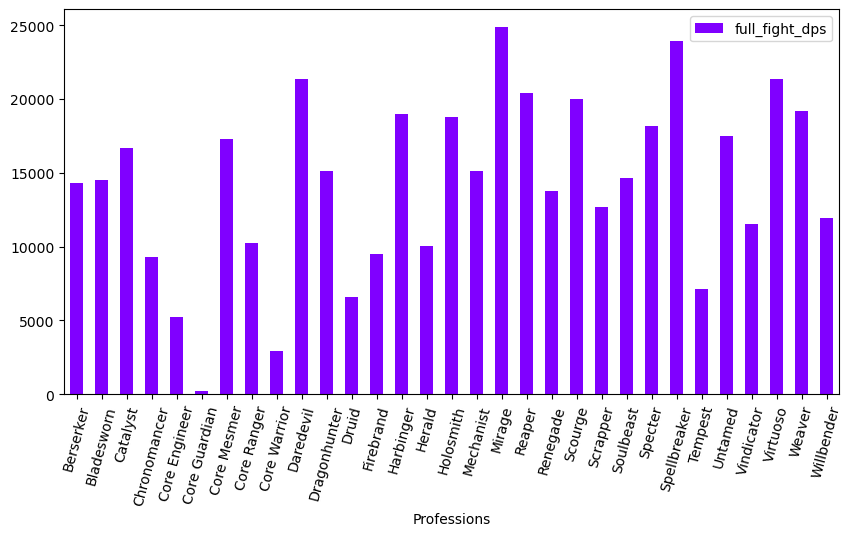 25000
20000
15000
10000
5000
0
full_fight_dps
Berserker
Bladesworn
Catalyst
Chronomancer
Core Engineer
Core Guardian
Core Mesmer
Core Ranger
Core Warrior
Daredevil
Dragonhunter
Druid
Firebrand
Harbinger
Herald
Holosmith
Mechanist
Mirage
Reaper
Renegade
Scourge
Scrapper
Soulbeast
Specter
Spellbreaker
Tempest
Untamed
Vindicator
Virtuoso
Weaver
Willbender
Professions